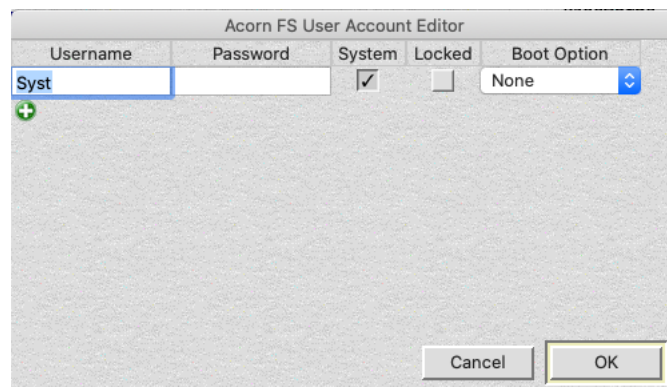 Acorn FS User Account Editor
Username Password System Locked Boot Option
Syst None
Cancel OK